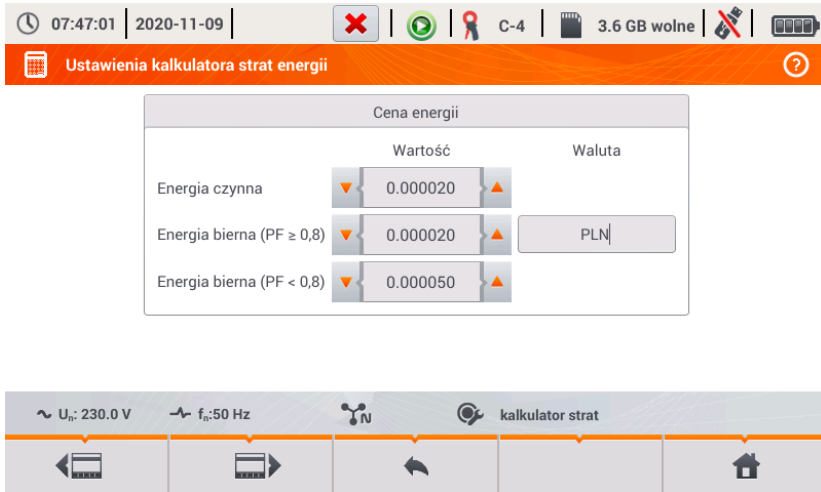 07:47:01 2020-11-09 C-4 3.6 GB wolne
Ustawienia kalkulatora strat energii ?
Cena energii
Wartość Waluta
Energia czynna 0.000020
Energia bierna (PF ≥ 0,8) 0.000020 PLN
Energia bierna (PF < 0,8) 0.000050
Uₙ: 230.0 V fₙ:50 Hz N kalkulator strat